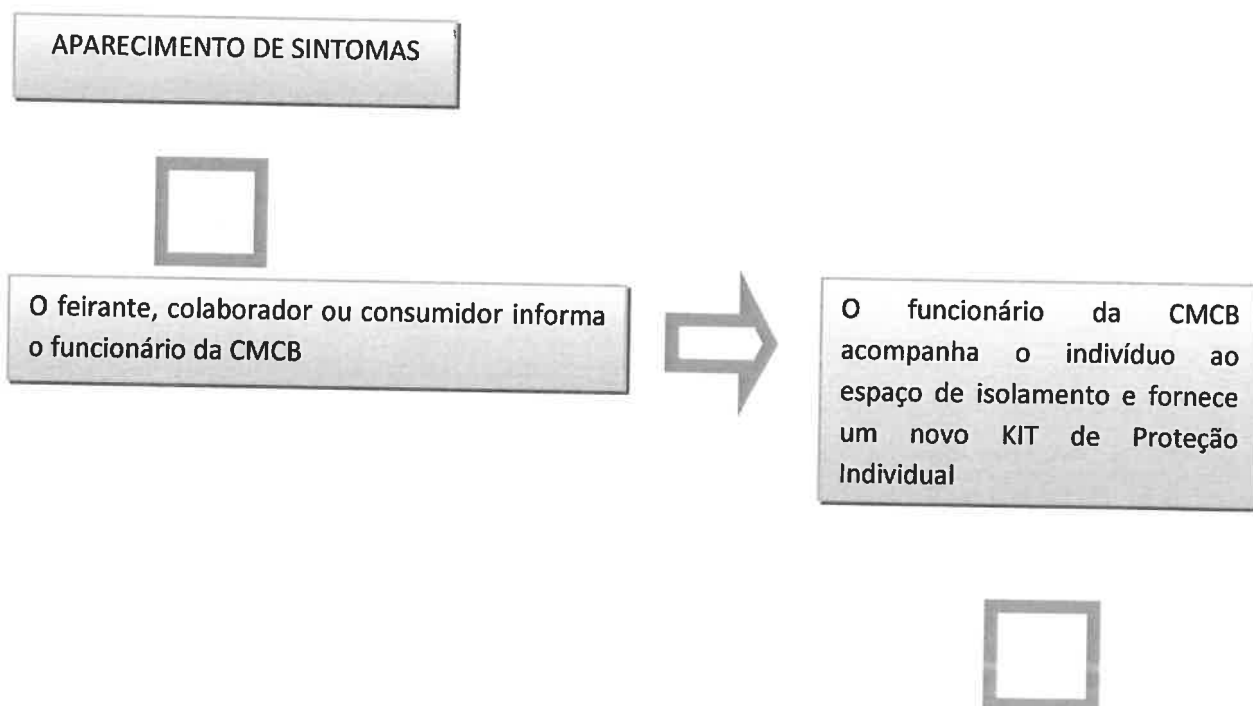 APARECIMENTO DE SINTOMAS
O feirante, colaborador ou consumidor informa
o funcionário da CMCB
O funcionário da CMCB
acompanha o indivíduo ao
espaço de isolamento e fornece
um novo KIT de Proteção
Individual